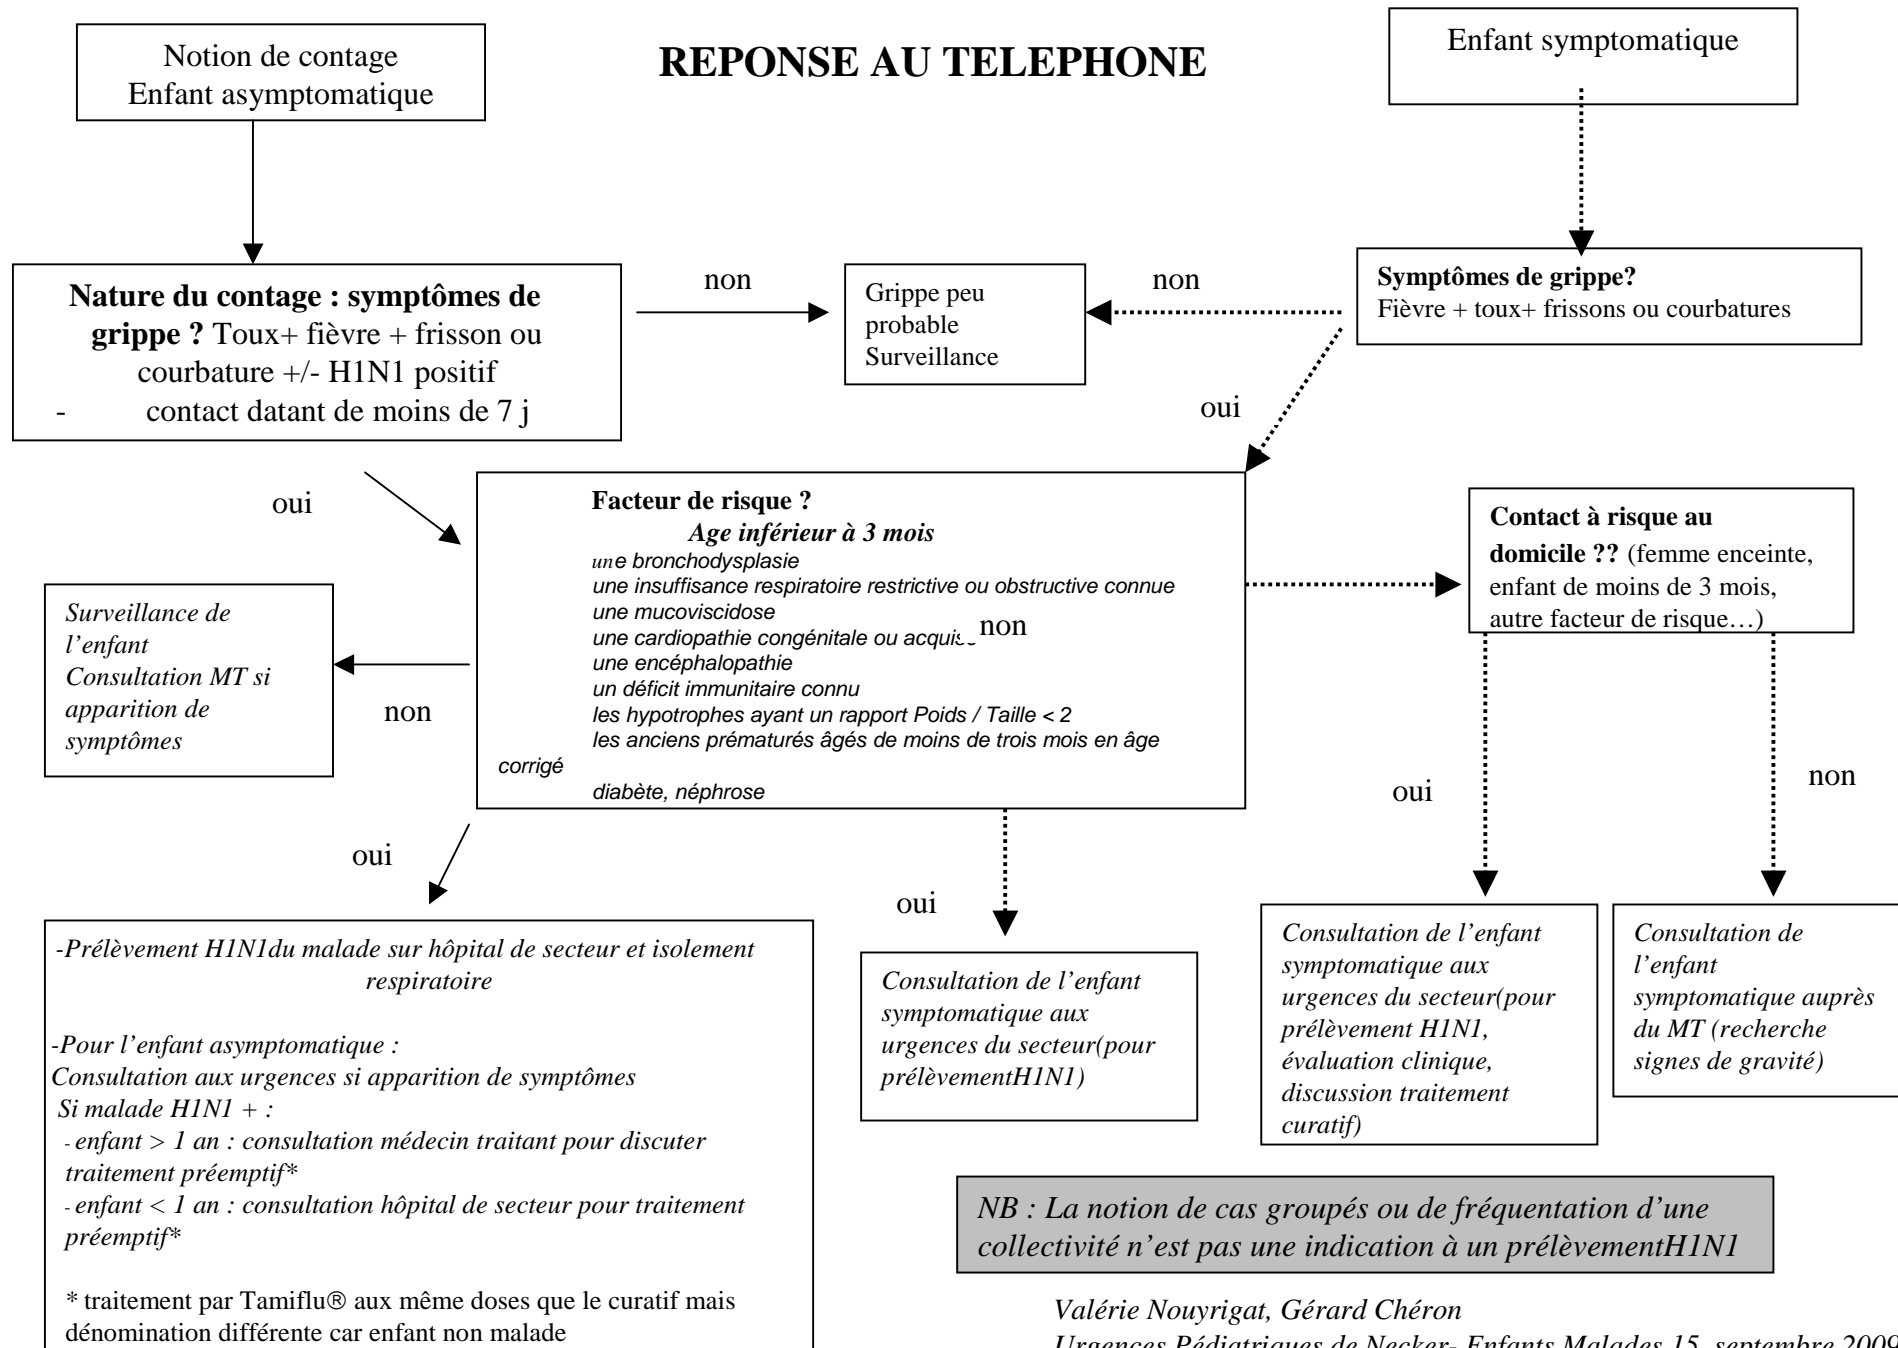 Notion de contage
Enfant asymptomatique
REPONSE AU TELEPHONE
Enfant symptomatique
Nature du contage : symptômes de
grippe ? Toux+ fièvre + frisson ou
courbature +/- H1N1 positif
- contact datant de moins de 7 j
non
Grippe peu
probable
Surveillance
non
Symptômes de grippe?
Fièvre + toux+ frissons ou courbatures
oui
oui
Facteur de risque ?
Age inférieur à 3 mois
une bronchodysplasie
une insuffisance respiratoire restrictive ou obstructive connue
une mucoviscidose
une cardiopathie congénitale ou
une encéphalopathie
un déficit immunitaire connu
les hypotrophes ayant un rapport Poids / Taille < 2
les anciens prématurés âgés de moins de trois mois en âge
corrigé
diabète, néphrose
non
Contact à risque au
domicile ?? (femme enceinte,
enfant de moins de 3 mois,
autre facteur de risque…)
Surveillance de
l’enfant
Consultation MT si
apparition de
symptômes
non
oui
non
oui
oui
-Prélèvement H1N1du malade sur hôpital de secteur et isolement
respiratoire
-Pour l’enfant asymptomatique :
Consultation aux urgences si apparition de symptômes
Si malade H1N1 + :
- enfant > 1 an : consultation médecin traitant pour discuter
traitement préemptif*
- enfant < 1 an : consultation hôpital de secteur pour traitement
préemptif*
* traitement par Tamiflu® aux même doses que le curatif mais
dénomination différente car enfant non malade
Consultation de l’enfant
symptomatique aux
urgences du secteur(pour
prélèvementH1N1)
Consultation de l’enfant
symptomatique aux
urgences du secteur(pour
prélèvement H1N1,
évaluation clinique,
discussion traitement
curatif)
Consultation de
l’enfant
symptomatique auprès
du MT (recherche
signes de gravité)
NB : La notion de cas groupés ou de fréquentation d’une
collectivité n’est pas une indication à un prélèvementH1N1
Valérie Nouyrigat, Gérard Chéron
Urgences Pédiatriques de Necker- Enfants Malades 15 septembre 2009